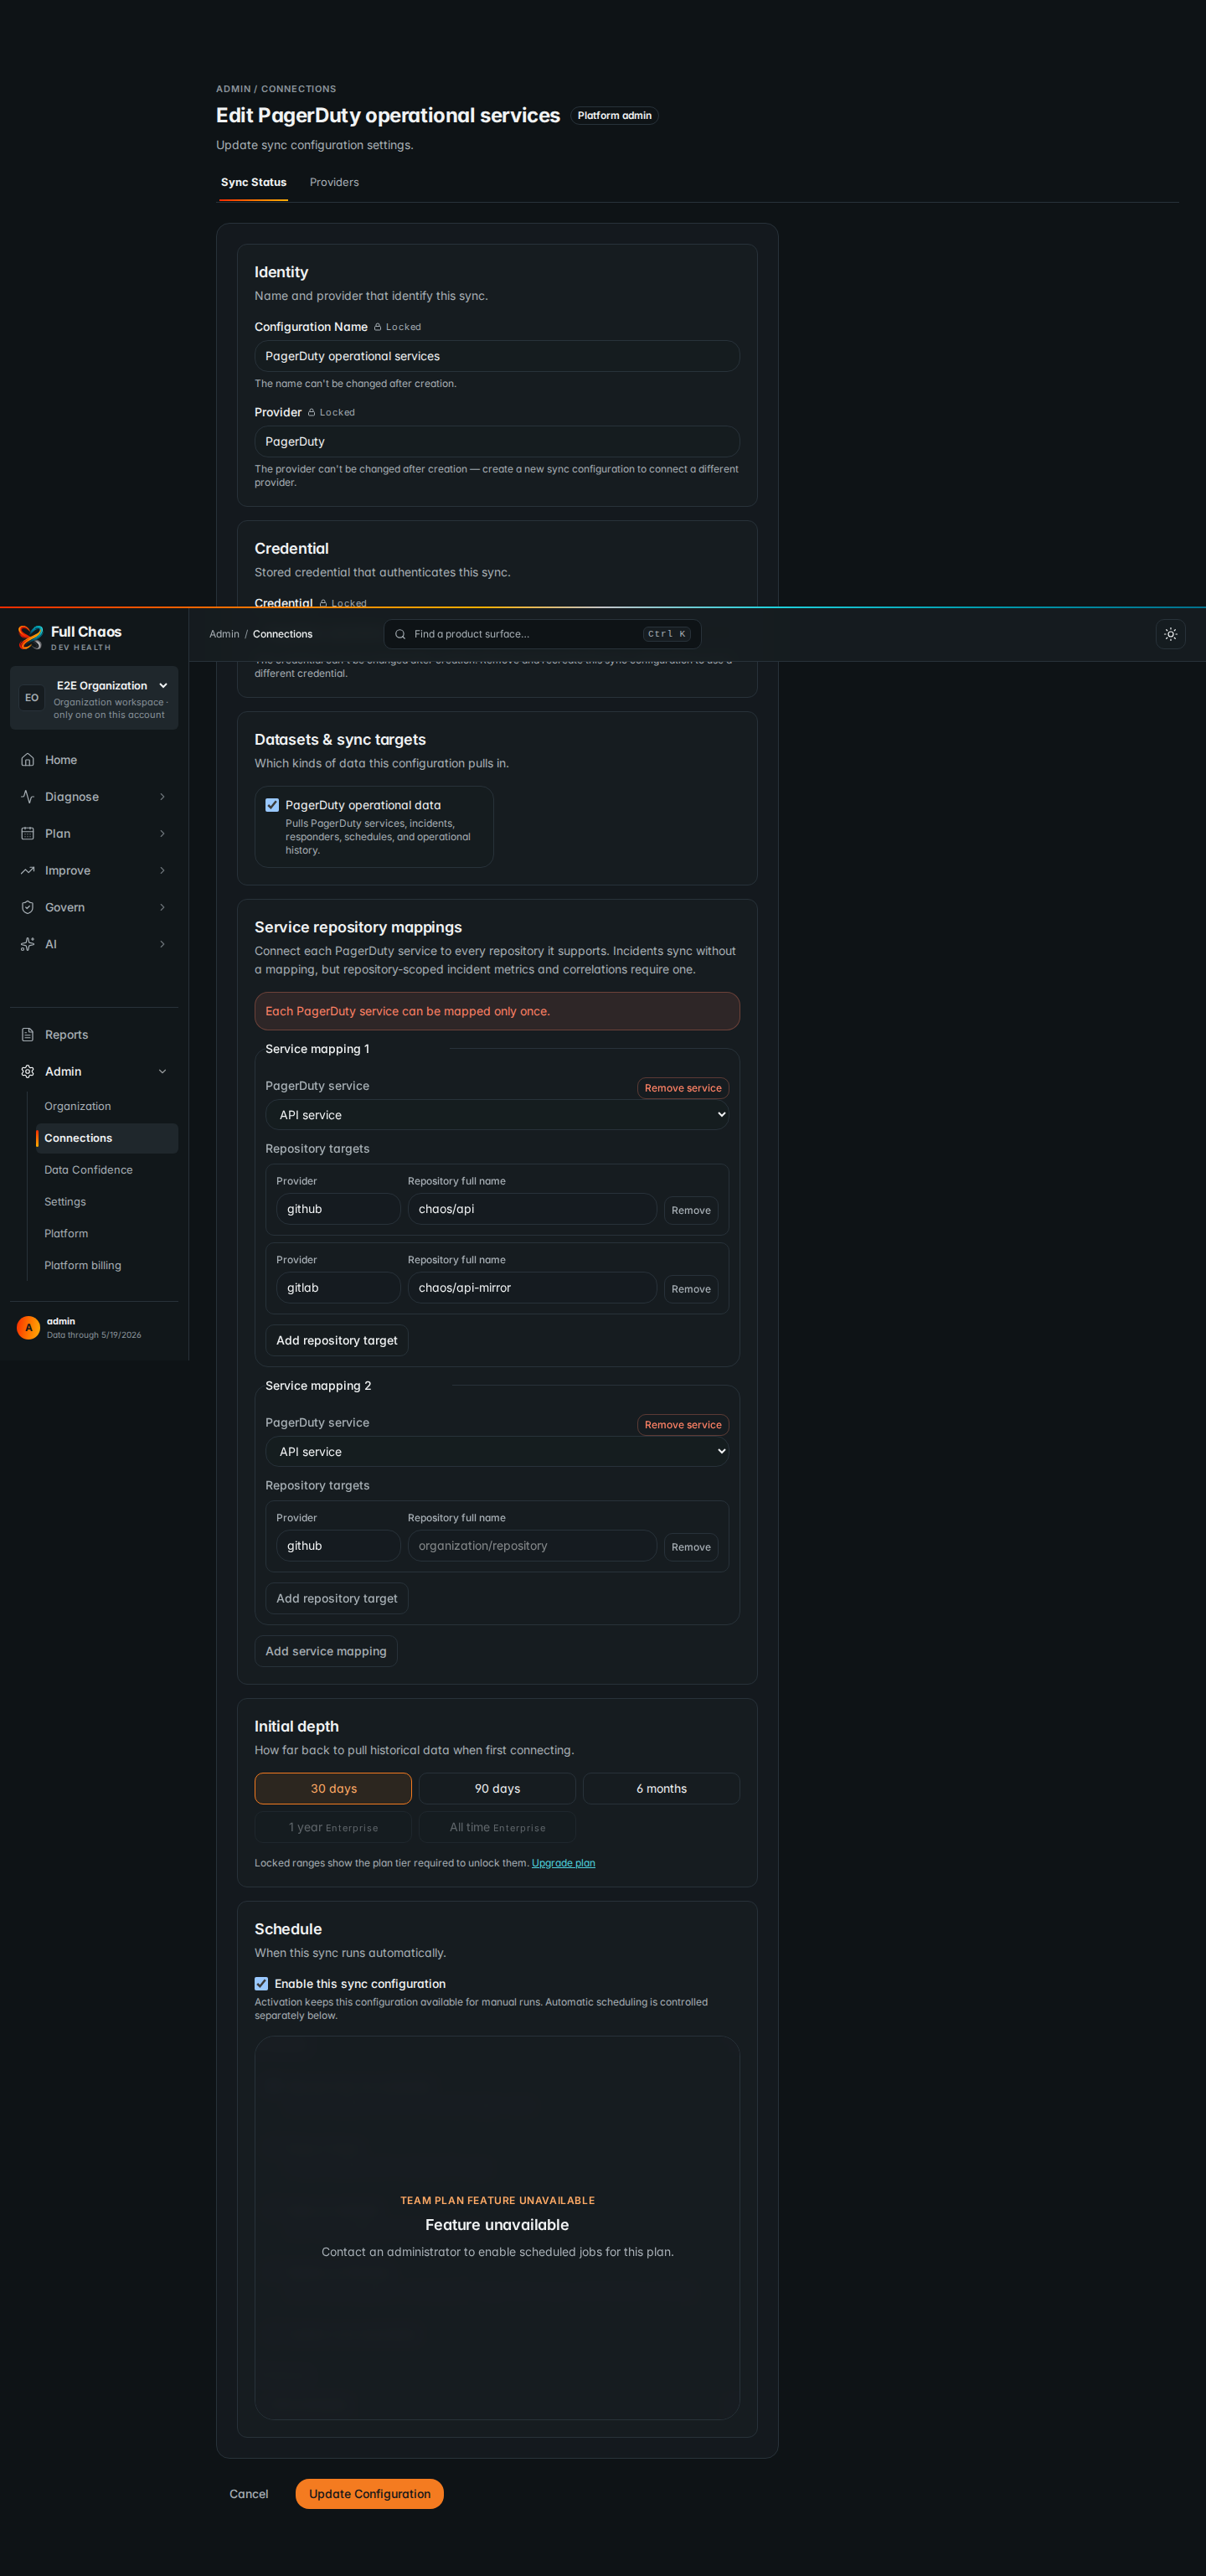 ADMIN / CONNECTIONS
Edit PagerDuty operational services
Platform admin
Update sync configuration settings.
Sync Status
Providers
Identity
Name and provider that identify this sync.
Configuration Name
Locked
PagerDuty operational services
The name can't be changed after creation.
Provider
Locked
PagerDuty
The provider can't be changed after creation — create a new sync configuration to connect a different
provider.
Credential
Stored credential that authenticates this sync.
Credential
Locked
Full Chaos
DEV HEALTH
Admin / Connections
Find a product surface...
Ctrl K
The credential can't be changed after creation. Remove and recreate this sync configuration to use a
different credential.
EO
E2E Organization
Organization workspace ·
only one on this account
Home
Diagnose
Plan
Improve
Govern
AI
Reports
Admin
Organization
Connections
Data Confidence
Settings
Platform
Platform billing
A
admin
Data through 5/19/2026
Datasets & sync targets
Which kinds of data this configuration pulls in.
PagerDuty operational data
Pulls PagerDuty services, incidents,
responders, schedules, and operational
history.
Service repository mappings
Connect each PagerDuty service to every repository it supports. Incidents sync without
a mapping, but repository-scoped incident metrics and correlations require one.
Each PagerDuty service can be mapped only once.
Service mapping 1
PagerDuty service
Remove service
API service
Repository targets
Provider
Repository full name
github
chaos/api
Remove
Provider
Repository full name
gitlab
chaos/api-mirror
Remove
Add repository target
Service mapping 2
PagerDuty service
Remove service
API service
Repository targets
Provider
Repository full name
github
organization/repository
Remove
Add repository target
Add service mapping
Initial depth
How far back to pull historical data when first connecting.
30 days
90 days
6 months
1 year Enterprise
All time Enterprise
Locked ranges show the plan tier required to unlock them. Upgrade plan
Schedule
When this sync runs automatically.
Enable this sync configuration
Activation keeps this configuration available for manual runs. Automatic scheduling is controlled
separately below.
TEAM PLAN FEATURE UNAVAILABLE
Feature unavailable
Contact an administrator to enable scheduled jobs for this plan.
Cancel
Update Configuration